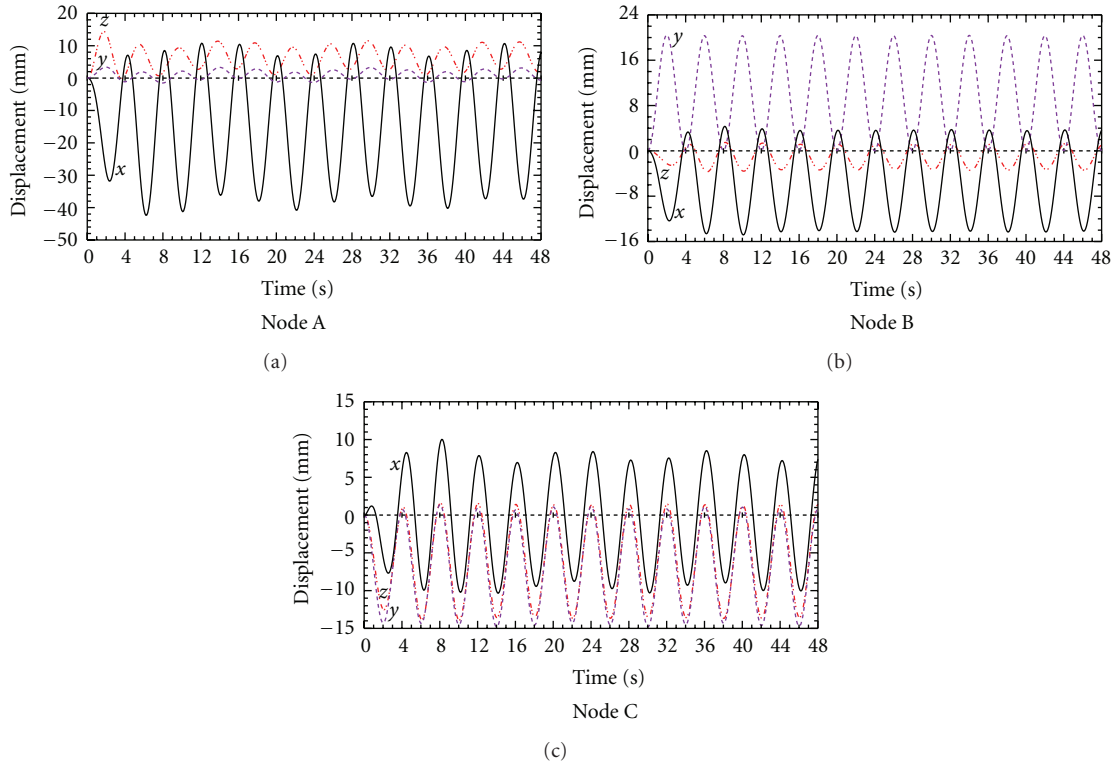 20
10
0
−10
−20
−30
−40
−50
Displacement (mm)
z
y
x
0 4 8 12 16 20 24 28 32 36 40 44 48
Time (s)
Node A
(a)
24
16
8
0
−8
−16
Displacement (mm)
y
z
x
0 4 8 12 16 20 24 28 32 36 40 44 48
Time (s)
Node B
(b)
15
10
5
0
−5
−10
−15
Displacement (mm)
x
z
y
0 4 8 12 16 20 24 28 32 36 40 44 48
Time (s)
Node C
(c)